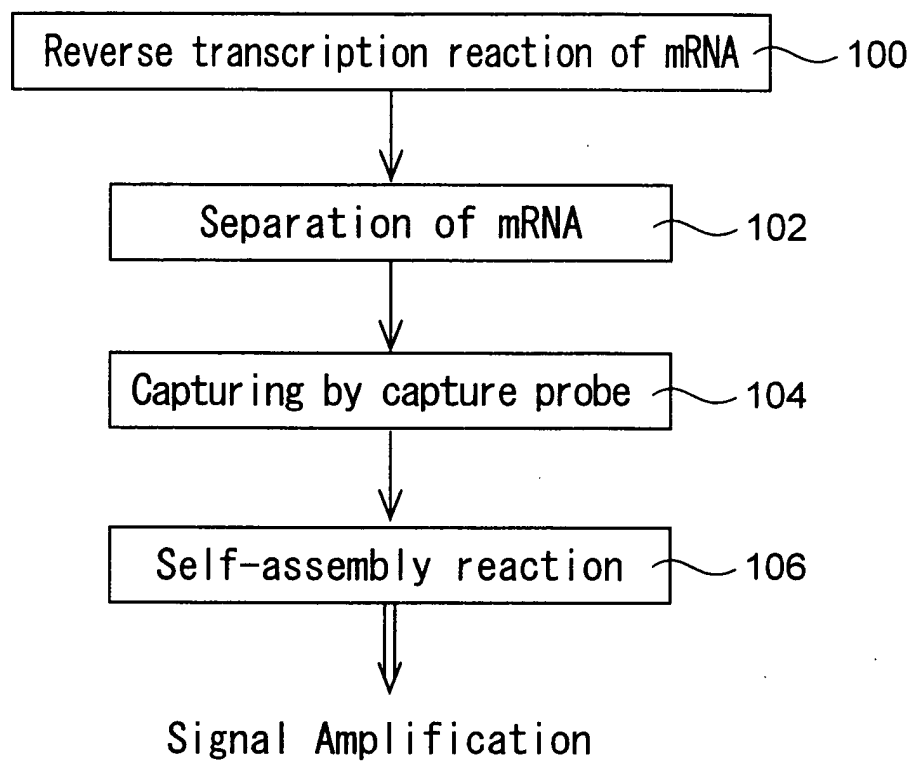 Reverse transcription reaction of mRNA 100
Separation of mRNA 102
Capturing by capture probe 104
Self-assembly reaction 106
Signal Amplification